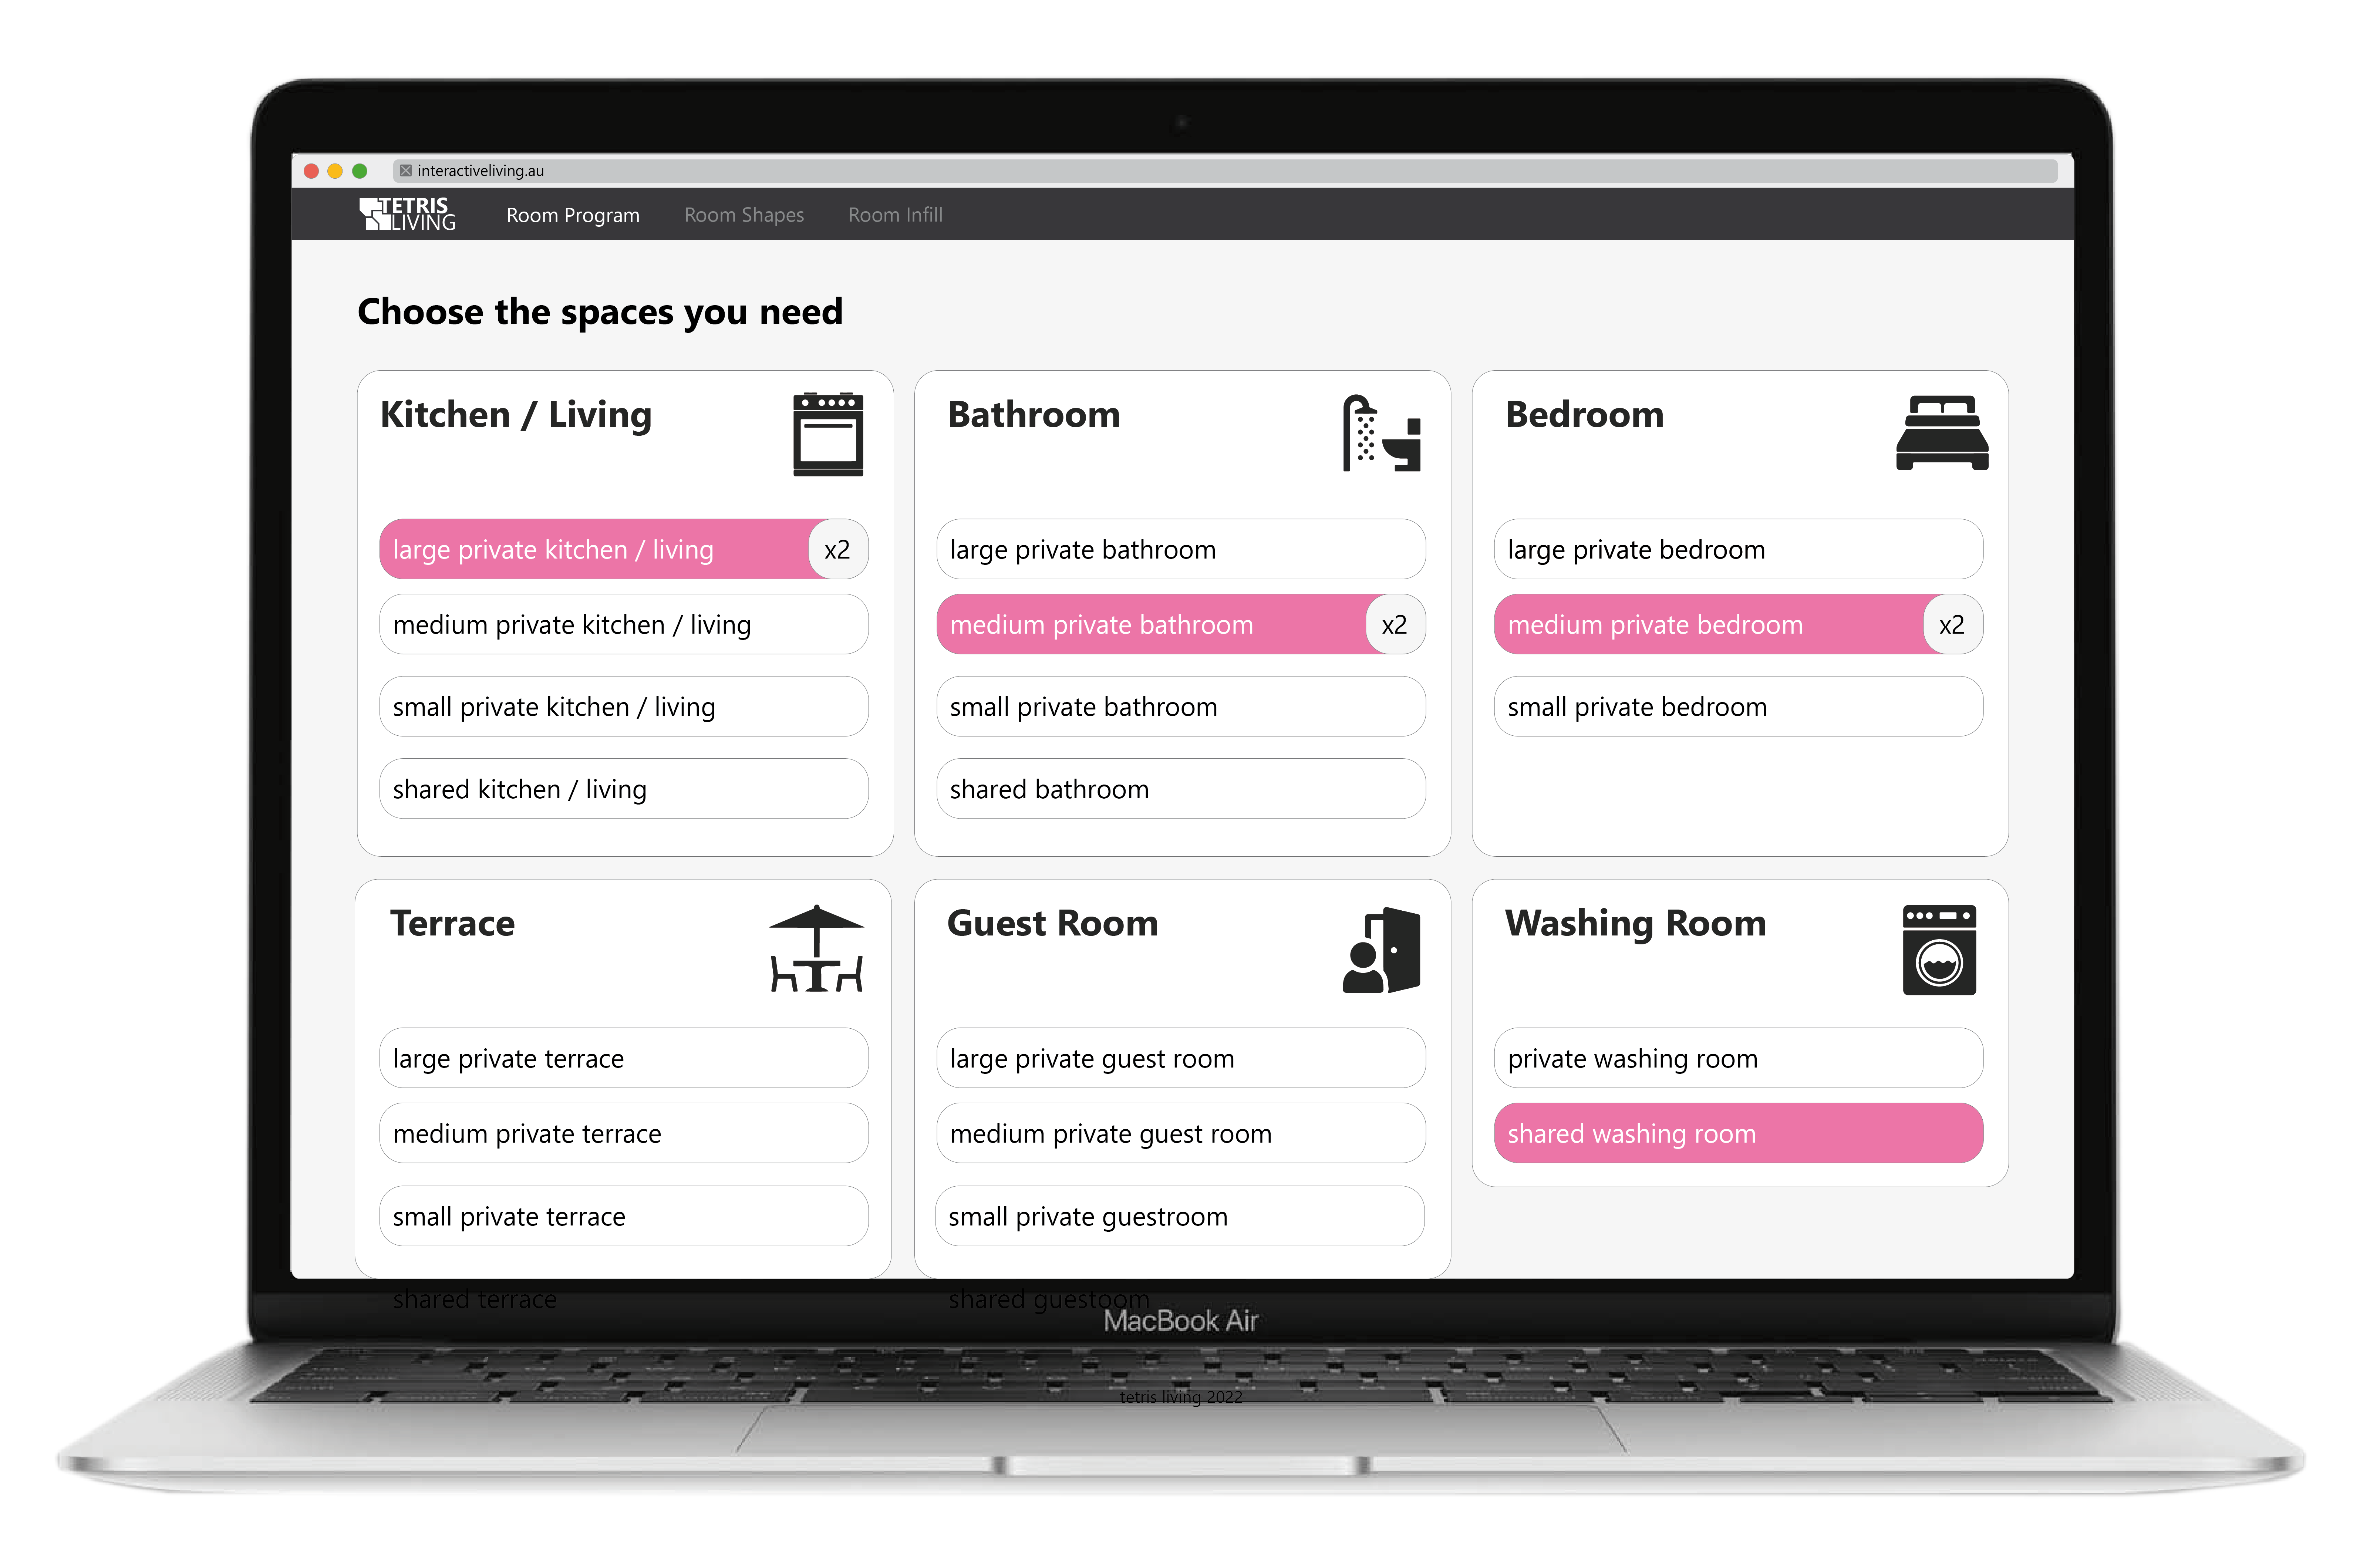 interactiveliving.au
TETRIS
LIVING
Room Program
Room Shapes
Room Infill
Choose the spaces you need
Kitchen / Living
large private kitchen / living
x2
medium private kitchen / living
small private kitchen / living
shared kitchen / living
Bathroom
large private bathroom
medium private bathroom
x2
small private bathroom
shared bathroom
Bedroom
large private bedroom
medium private bedroom
x2
small private bedroom
Terrace
large private terrace
medium private terrace
small private terrace
shared terrace
Guest Room
large private guest room
medium private guest room
small private guestroom
shared guestoom
Washing Room
private washing room
shared washing room
MacBook Air
tetris living 2022